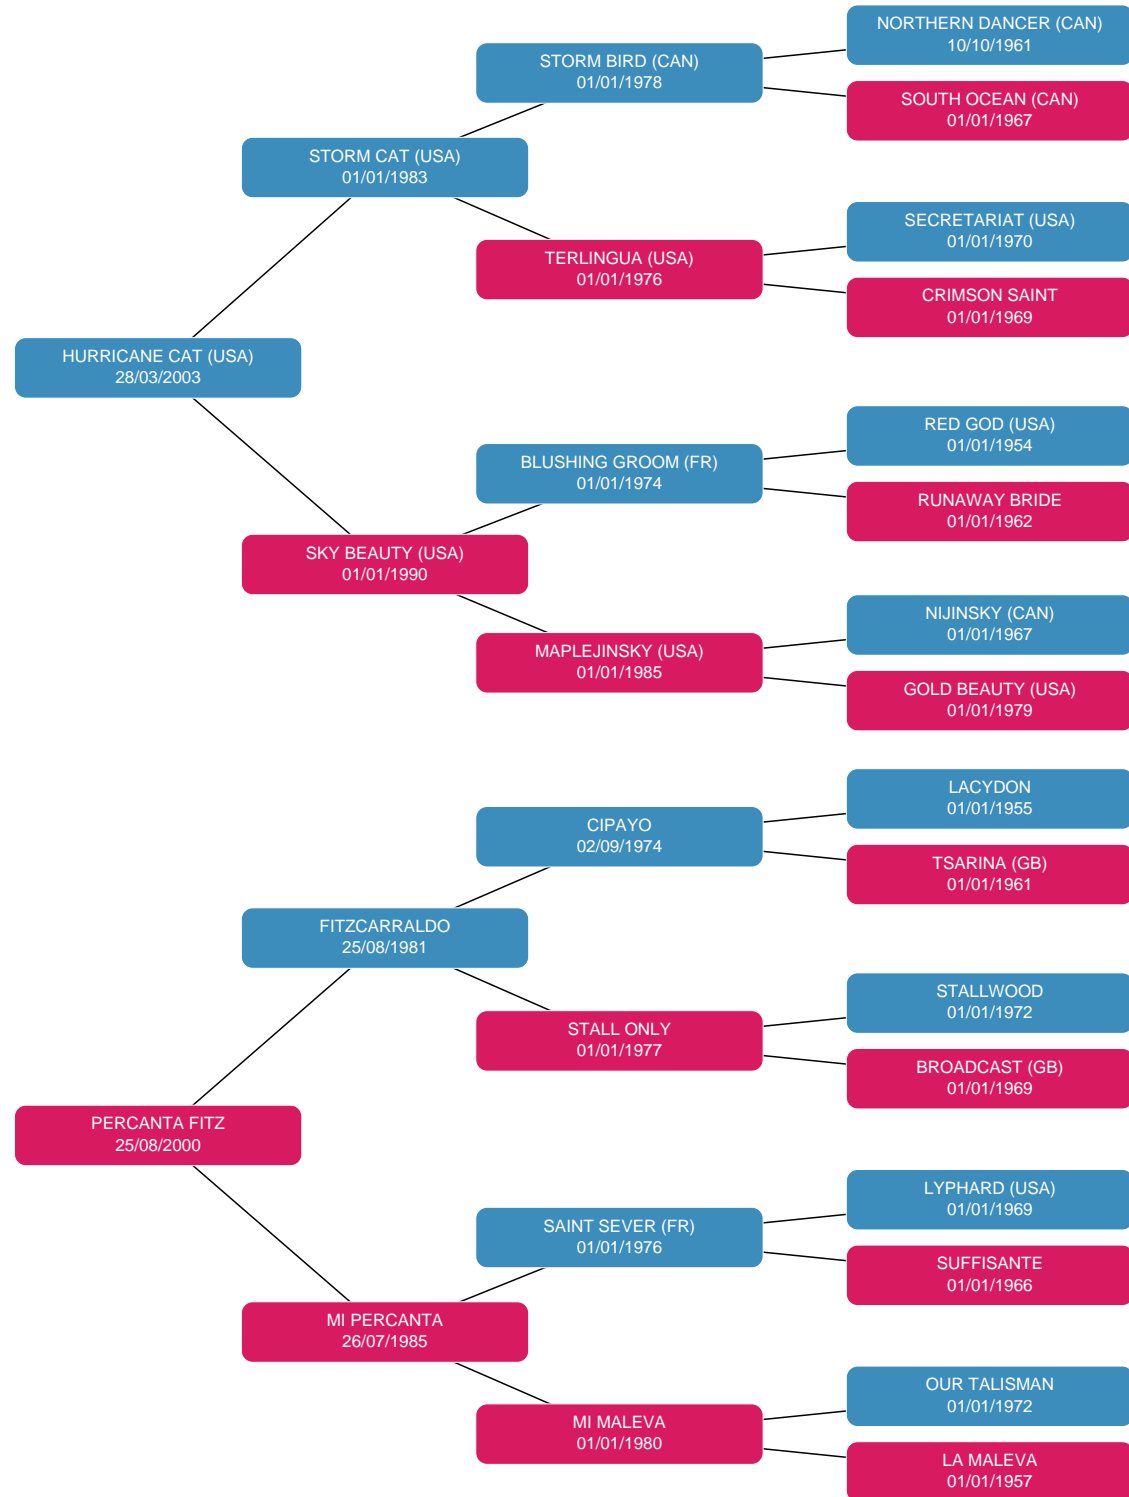 NORTHERN DANCER (CAN)
10/10/1961
STORM BIRD (CAN)
01/01/1978
SOUTH OCEAN (CAN)
01/01/1967
STORM CAT (USA)
01/01/1983
SECRETARIAT (USA)
01/01/1970
TERLINGUA (USA)
01/01/1976
CRIMSON SAINT
01/01/1969
HURRICANE CAT (USA)
28/03/2003
RED GOD (USA)
01/01/1954
BLUSHING GROOM (FR)
01/01/1974
RUNAWAY BRIDE
01/01/1962
SKY BEAUTY (USA)
01/01/1990
NIJINSKY (CAN)
01/01/1967
MAPLEJINSKY (USA)
01/01/1985
GOLD BEAUTY (USA)
01/01/1979
LACYDON
01/01/1955
CIPAYO
02/09/1974
TSARINA (GB)
01/01/1961
FITZCARRALDO
25/08/1981
STALLWOOD
01/01/1972
STALL ONLY
01/01/1977
BROADCAST (GB)
01/01/1969
PERCANTA FITZ
25/08/2000
LYPHARD (USA)
01/01/1969
SAINT SEVER (FR)
01/01/1976
SUFFISANTE
01/01/1966
MI PERCANTA
26/07/1985
OUR TALISMAN
01/01/1972
MI MALEVA
01/01/1980
LA MALEVA
01/01/1957